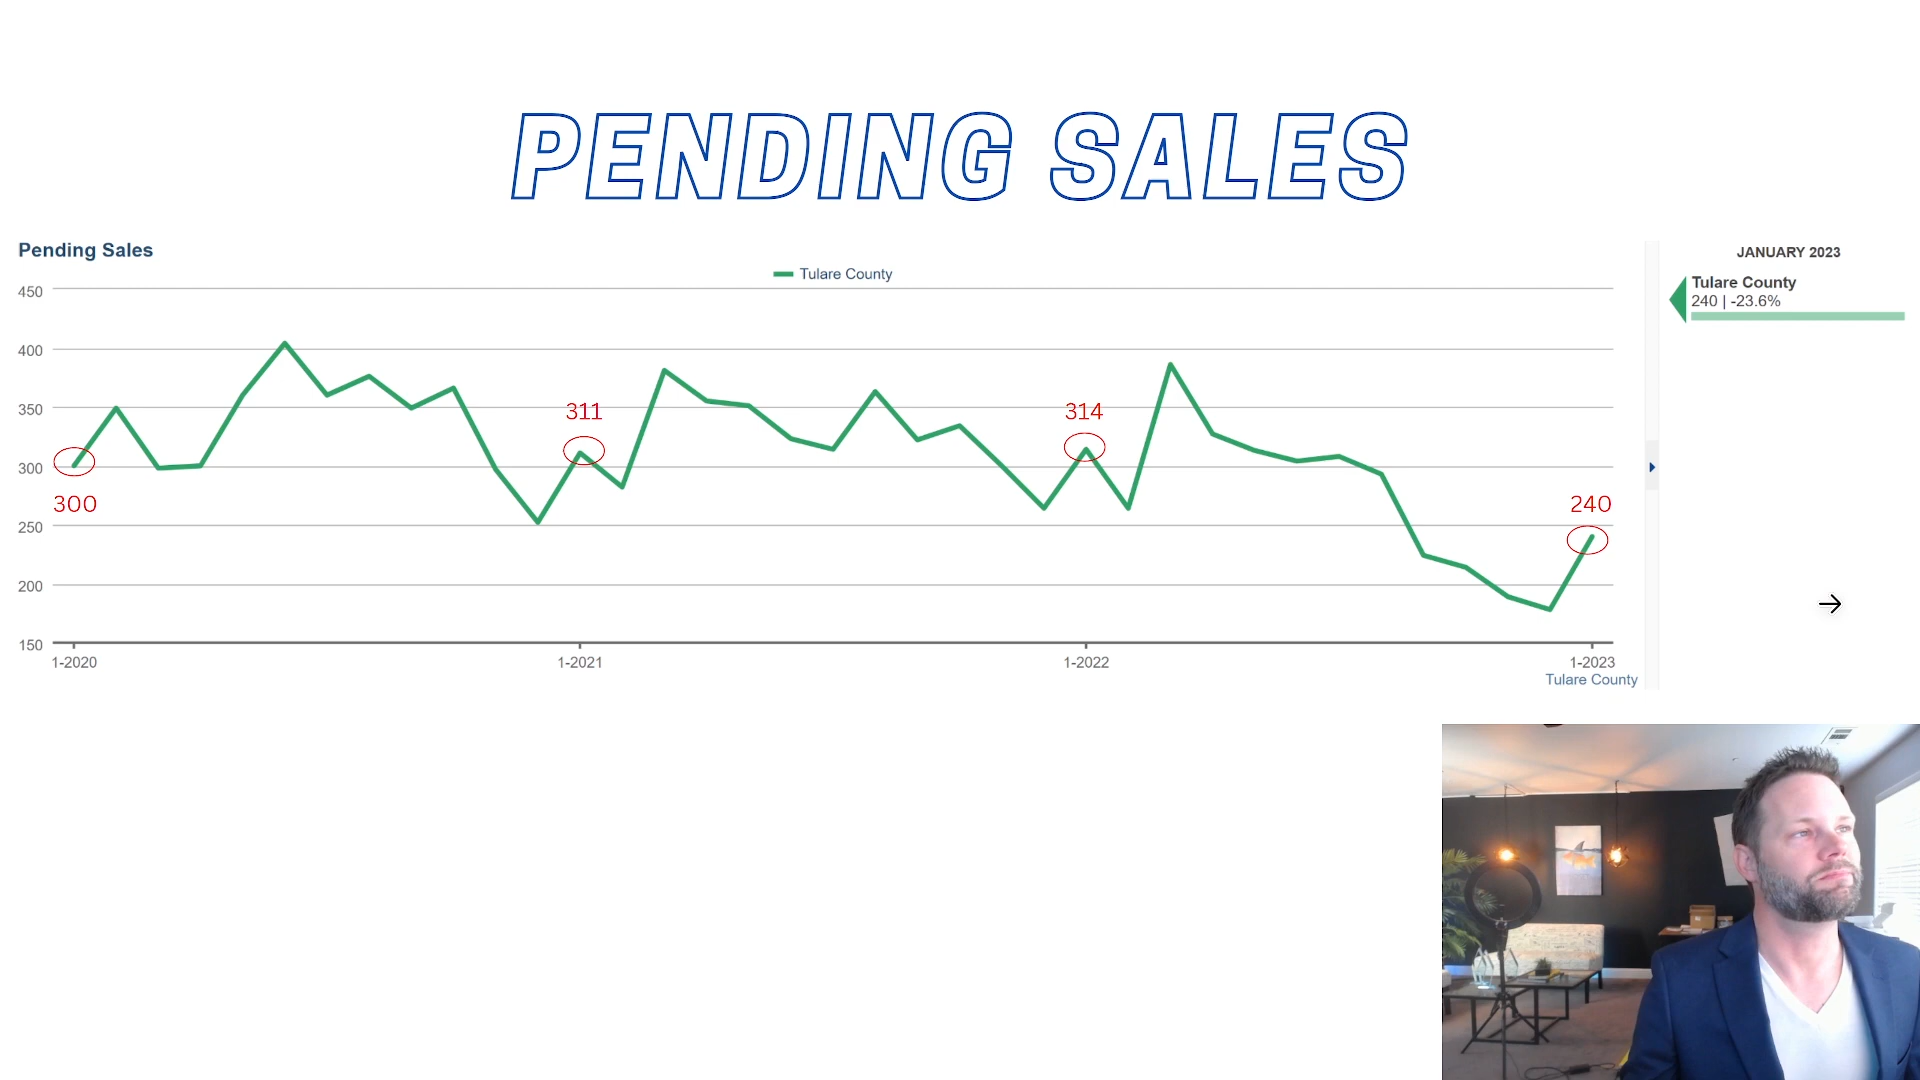 PENDING SALES
Pending Sales
Tulare County
450
400
350
300
250
200
150
300
311
314
240
1-2020
1-2021
1-2022
1-2023
Tulare County
JANUARY 2023
Tulare County
240 | -23.6%